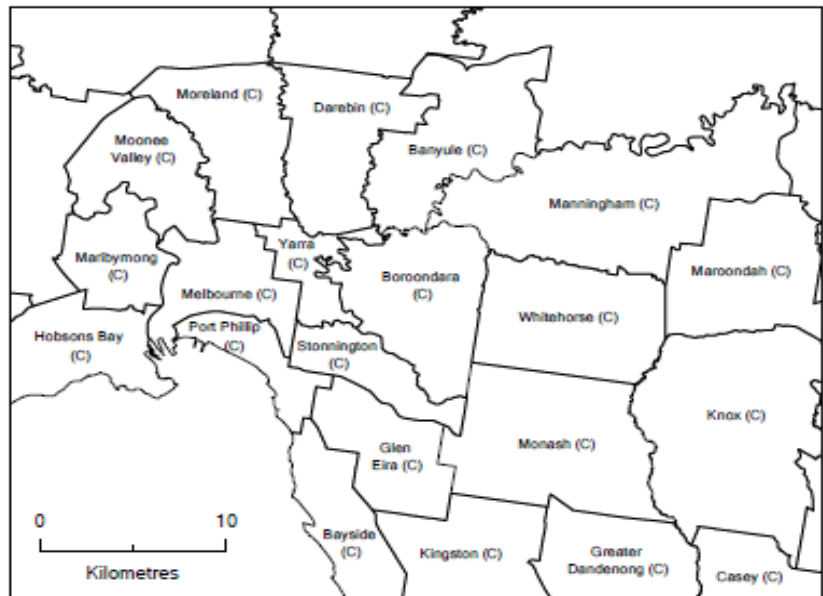 Moreland (C)
Darebin (C)
Moonee
Valley (C)
Banyule (C)
Manningham (C)
Maribymong
(C)
Yarra
(C)
Boroondara
(C)
Maroondah (C)
Melbourne (C)
Whitehorse (C)
Hobsons Bay
(C)
Port Phillip
(C)
Stonnington
(C)
Knox (C)
Glen
Eira (C)
Monash (C)
Bayside
(C)
Kingston (C)
Greater
Dandenong (C)
Casey (C)
0 10
Kilometres